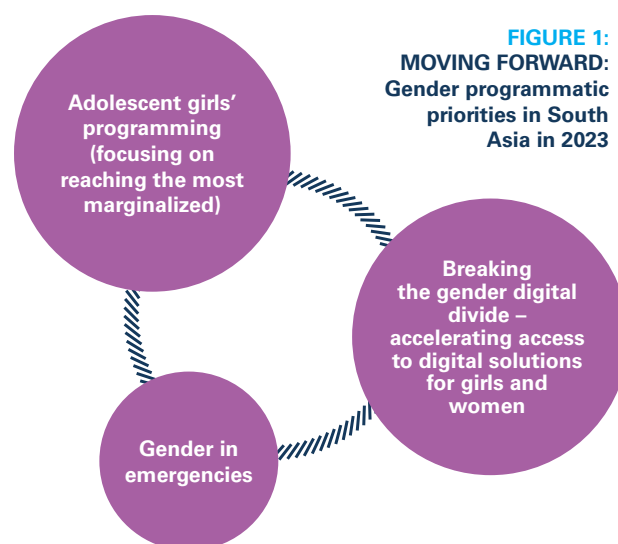 FIGURE 1:
MOVING FORWARD:
Gender programmatic
priorities in South
Asia in 2023
Adolescent girls’
programming
(focusing on
reaching the most
marginalized)
Breaking
the gender digital
divide –
accelerating access
to digital solutions
for girls and
women
Gender in
emergencies